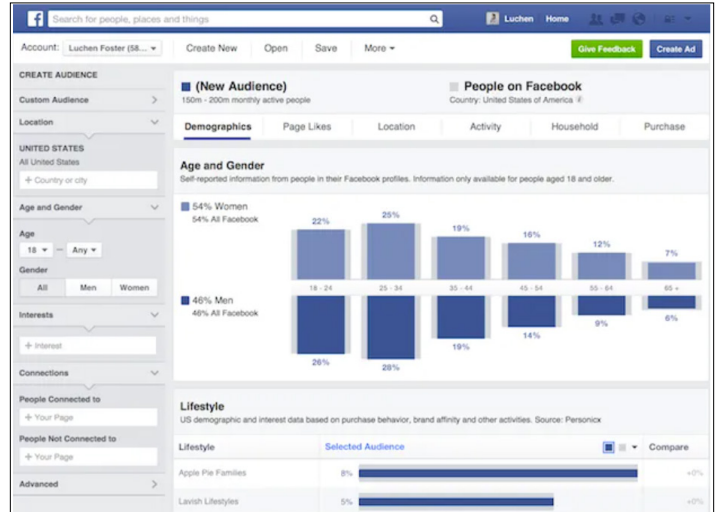 f Search for people, places and things Luchen Home
Account: Luchen Foster (58... Create New Open Save More Give Feedback Create Ad
CREATE AUDIENCE
Custom Audience
Location
UNITED STATES
All United States
+ Country or city
Age and Gender
Age
18 — Any
Gender
All Men Women
Interests
+ Interest
Connections
People Connected to
+ Your Page
People Not Connected to
+ Your Page
Advanced
(New Audience)
150m - 200m monthly active people
People on Facebook
Country: United States of America
Demographics Page Likes Location Activity Household Purchase
Age and Gender
Self-reported information from people in their Facebook profiles. Information only available for people aged 18 and older.
54% Women
54% All Facebook
22% 25% 19% 16% 12% 7%
18 - 24 25 - 34 35 - 44 45 - 54 55 - 64 65 +
46% Men
46% All Facebook
26% 28% 19% 14% 9% 6%
Lifestyle
US demographic and interest data based on purchase behavior, brand affinity and other activities. Source: Personicx
Lifestyle Selected Audience Compare
Apple Pie Families 8% +0%
Lavish Lifestyles 5% +0%